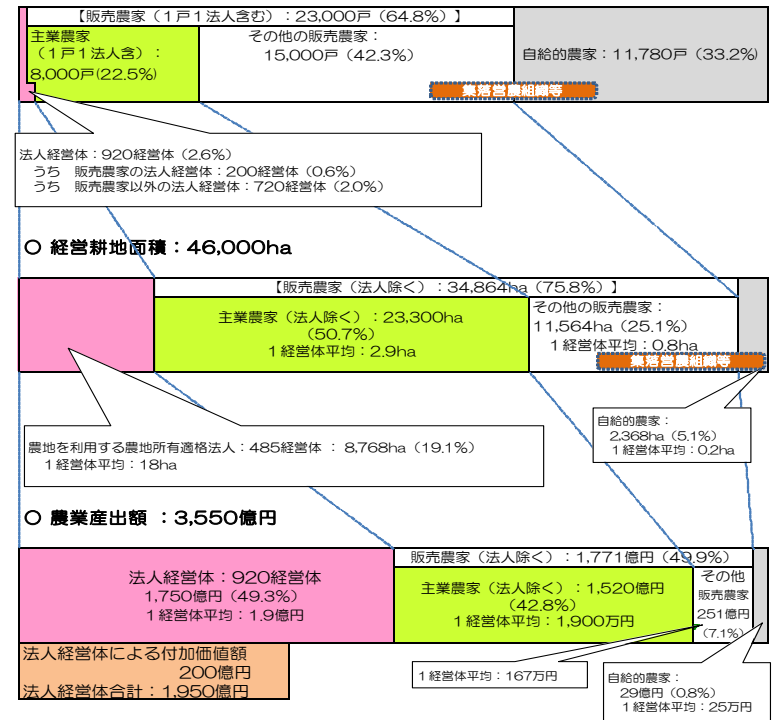 【販売農家（１戸１法人含む）：23,000戸（64.8%）】
主業農家
（１戸１法人含）：
8,000戸(22.5%)
その他の販売農家：
15,000戸（42.3%）
自給的農家：11,780戸（33.2%）
集落営農組織等
法人経営体：920経営体（2.6%）
うち　販売農家の法人経営体：200経営体（0.6%）
うち　販売農家以外の法人経営体：720経営体（2.0%）
〇 経営耕地面積：46,000ha
【販売農家（法人除く）：34,864ha（75.8%）】
主業農家（法人除く）：23,300ha
（50.7%）
１経営体平均：2.9ha
その他の販売農家：
11,564ha（25.1%）
１経営体平均：0.8ha
集落営農組織等
農地を利用する農地所有適格法人：485経営体 ： 8,768ha（19.1%）
１経営体平均：18ha
自給的農家：
2,368ha（5.1%）
１経営体平均：0.2ha
〇 農業産出額 ：3,550億円
販売農家（法人除く）：1,771億円（49.9%）
法人経営体：920経営体
1,750億円（49.3%）
１経営体平均：1.9億円
主業農家（法人除く）：1,520億円
（42.8%）
１経営体平均：1,900万円
その他
販売農家
251億円
（7.1%）
法人経営体による付加価値額
200億円
法人経営体合計：1,950億円
１経営体平均：167万円
自給的農家：
29億円（0.8%）
１経営体平均：25万円